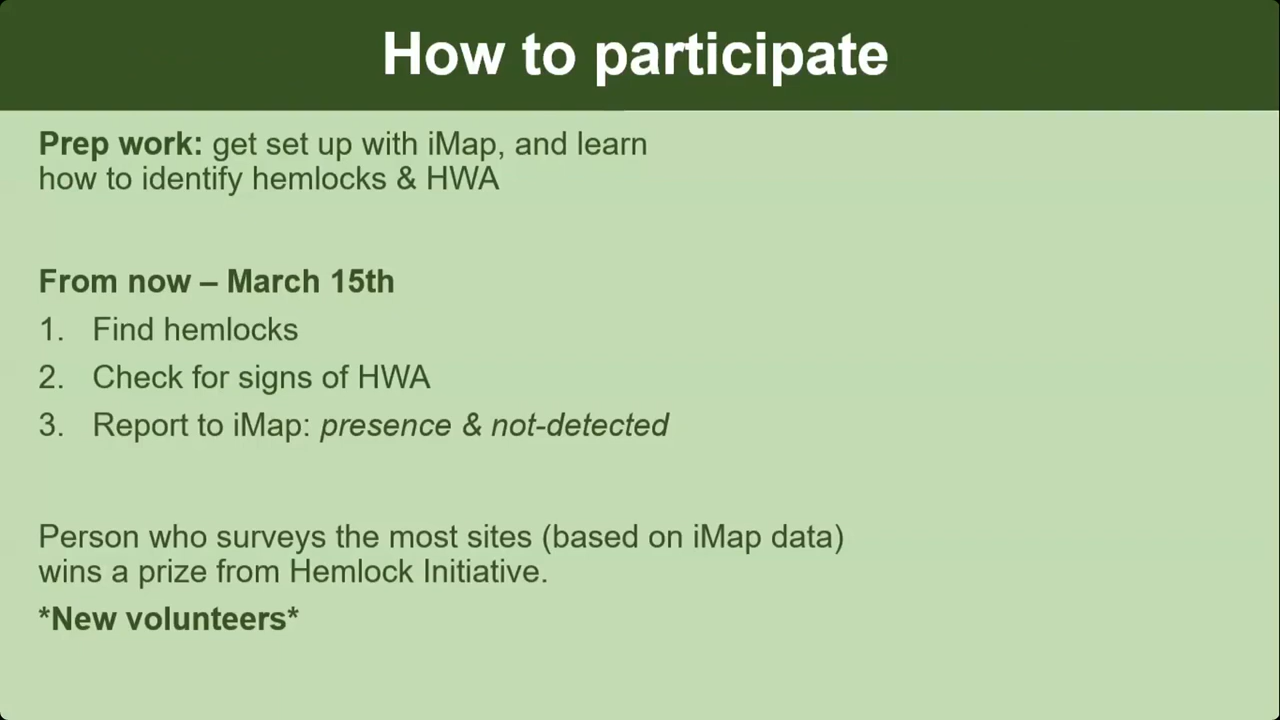 How to participate
Prep work: get set up with iMap, and learn
how to identify hemlocks & HWA
From now – March 15th
1. Find hemlocks
2. Check for signs of HWA
3. Report to iMap: presence & not-detected
Person who surveys the most sites (based on iMap data)
wins a prize from Hemlock Initiative.
*New volunteers*